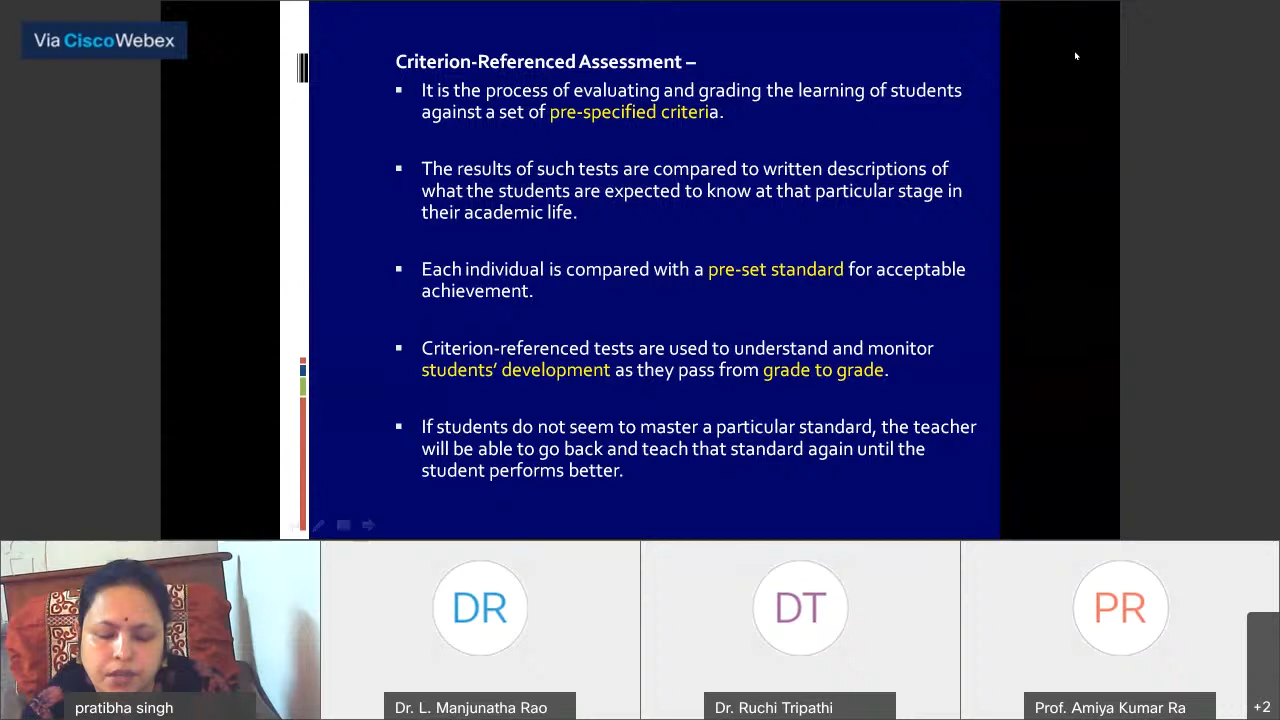 Via Cisco Webex
Criterion-Referenced Assessment –
▪ It is the process of evaluating and grading the learning of students
against a set of pre-specified criteria.
▪ The results of such tests are compared to written descriptions of
what the students are expected to know at that particular stage in
their academic life.
▪ Each individual is compared with a pre-set standard for acceptable
achievement.
▪ Criterion-referenced tests are used to understand and monitor
students’ development as they pass from grade to grade.
▪ If students do not seem to master a particular standard, the teacher
will be able to go back and teach that standard again until the
student performs better.
DR
DT
PR
pratibha singh
Dr. L. Manjunatha Rao
Dr. Ruchi Tripathi
Prof. Amiya Kumar Ra
+2